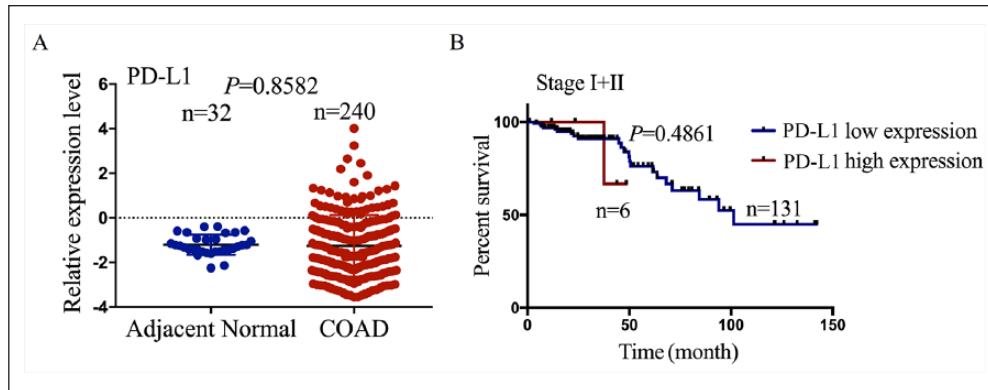 A
PD-L1
P=0.8582
n=32
n=240
Relative expression level
6
4
2
0
-2
-4
Adjacent Normal
COAD
B
Stage I+II
P=0.4861
PD-L1 low expression
PD-L1 high expression
n=6
n=131
Percent survival
100
50
0
0
50
100
150
Time (month)